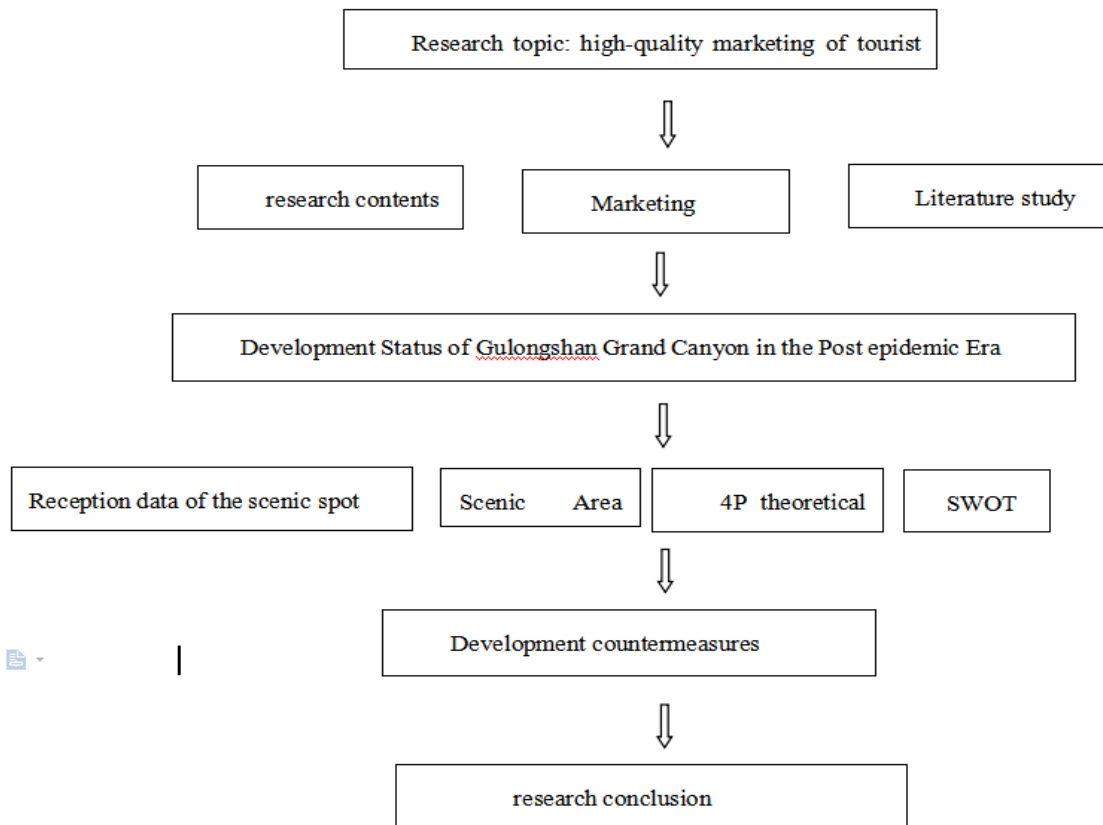 Research topic: high-quality marketing of tourist
research contents
Marketing
Literature study
Development Status of Gulongshan Grand Canyon in the Post epidemic Era
Reception data of the scenic spot
Scenic Area
4P theoretical
SWOT
Development countermeasures
research conclusion